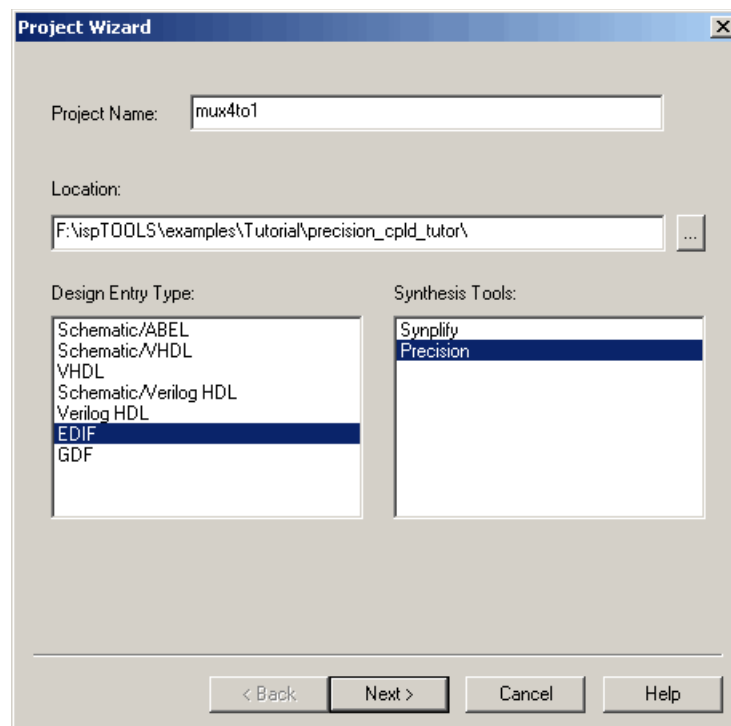 Project Wizard
Project Name: mux4to1
Location:
F:\ispTOOLS\examples\Tutorial\precision_cpld_tutor\ ...
Design Entry Type:
Schematic/ABEL
Schematic/VHDL
VHDL
Schematic/Verilog HDL
Verilog HDL
EDIF
GDF
Synthesis Tools:
Synplify
Precision
< Back Next > Cancel Help